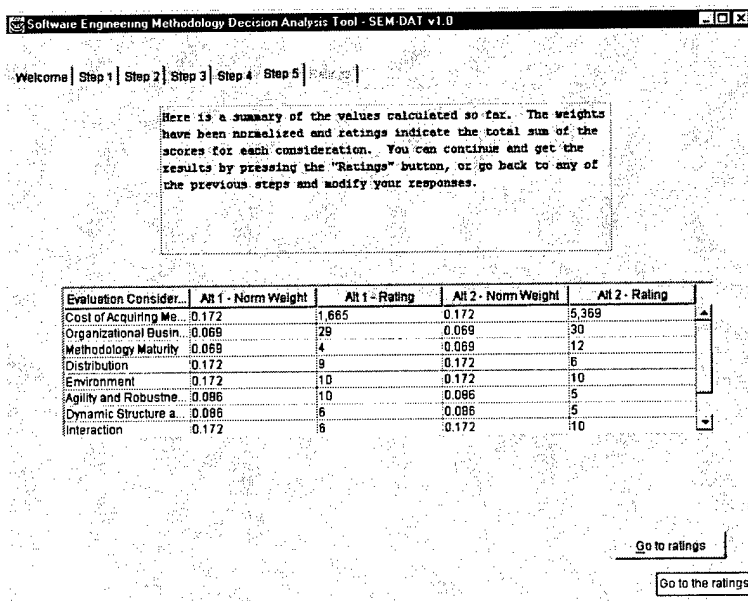 Software Engineering Methodology Decision Analysis Tool - SEM-DAT v1.0
Welcome Step 1 Step 2 Step 3 Step 4 Step 5 Ratings
Here is a summary of the values calculated so far. The weights
have been normalized and ratings indicate the total sum of the
scores for each consideration. You can continue and get the
results by pressing the "Ratings" button, or go back to any of
the previous steps and modify your responses.
Evaluation Consider... Alt 1 - Norm Weight Alt 1 - Rating Alt 2 - Norm Weight Alt 2 - Rating
Cost of Acquiring Me... 0.172 1,665 0.172 5,369
Organizational Busin... 0.069 29 0.069 30
Methodology Maturity 0.069 4 0.069 12
Distribution 0.172 9 0.172 6
Environment 0.172 10 0.172 10
Agility and Robustne... 0.086 10 0.086 5
Dynamic Structure a... 0.086 6 0.086 5
Interaction 0.172 6 0.172 10
Go to ratings
Go to the ratings